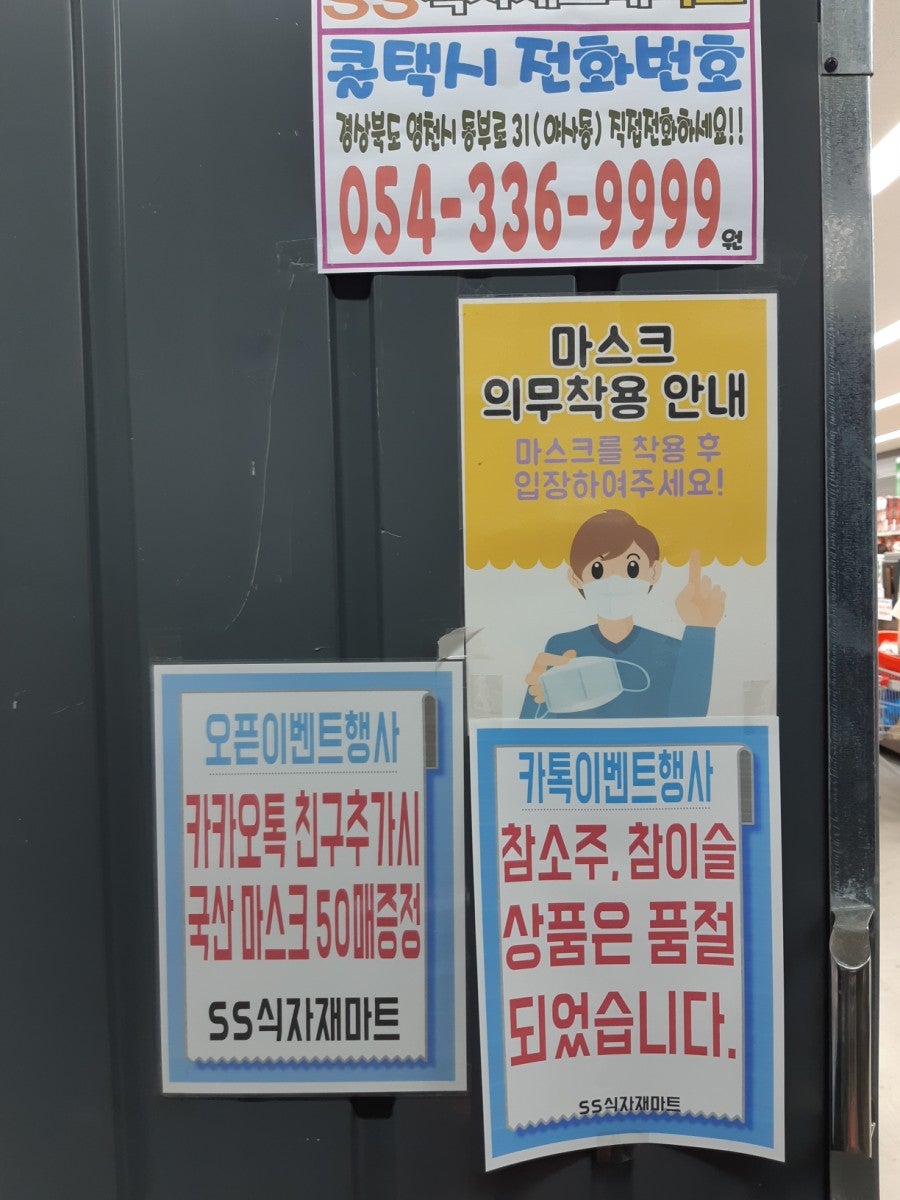 콜택시 전화번호
경상북도 영천시 동부로 31(야사동) 직접전화하세요!!
054-336-9999
원
마스크
의무착용 안내
마스크를 착용 후
입장하여주세요!
오픈이벤트행사
카카오톡 친구추가시
국산 마스크 50매증정
SS식자재마트
카톡이벤트행사
참소주, 참이슬
상품은 품절
되었습니다.
SS식자재마트